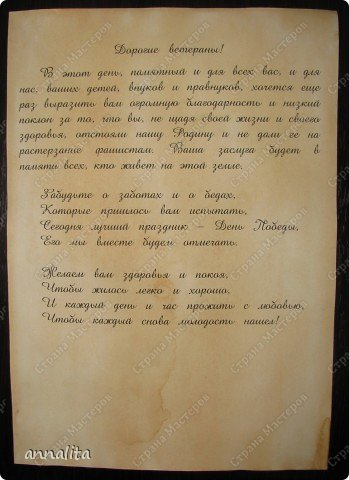 Дорогие ветераны!
В этот день, памятный и для всех вас, и для
нас, ваших детей, внуков и правнуков, хочется еще
раз выразить вам огромную благодарность и низкий
поклон за то, что вы, не щадя своей жизни и своего
здоровья, отстояли нашу Родину и не дали ее на
растерзание фашистам. Ваша заслуга будет в
памяти всех, кто живет на этой земле.
Забудьте о заботах и о бедах,
Которые пришлось вам испытать,
Сегодня лучший праздник – День Победы,
Его мы вместе будем отмечать.
Желаем вам здоровья и покоя,
Чтобы жилось легко и хорошо.
И каждый день и час прожить с любовью,
Чтобы каждый снова молодость нашел!
annalita
Страна Мастеров